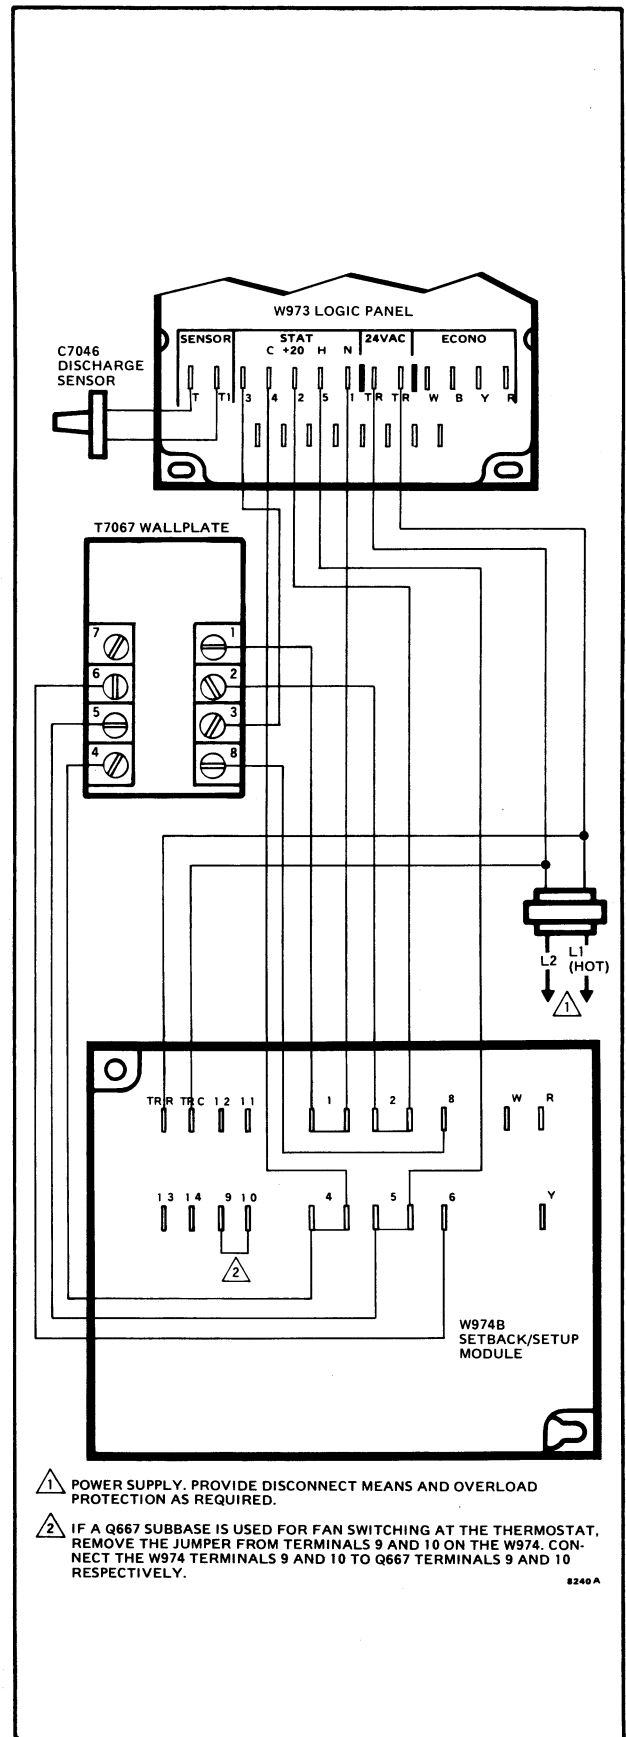 W973 LOGIC PANEL
SENSOR STAT 24VAC ECONO
C +20 H N
C7046
DISCHARGE
SENSOR
T T1 3 4 2 5 1 TR TR W B Y R
T7067 WALLPLATE
7 1
6 2
5 3
4 8
L2 L1
(HOT)
1
TR R TR C 12 11 1 2 8 W R
13 14 9 10 4 5 6 Y
2
W974B
SETBACK/SETUP
MODULE
1 POWER SUPPLY. PROVIDE DISCONNECT MEANS AND OVERLOAD
PROTECTION AS REQUIRED.
2 IF A Q667 SUBBASE IS USED FOR FAN SWITCHING AT THE THERMOSTAT,
REMOVE THE JUMPER FROM TERMINALS 9 AND 10 ON THE W974. CON-
NECT THE W974 TERMINALS 9 AND 10 TO Q667 TERMINALS 9 AND 10
RESPECTIVELY.
8240A